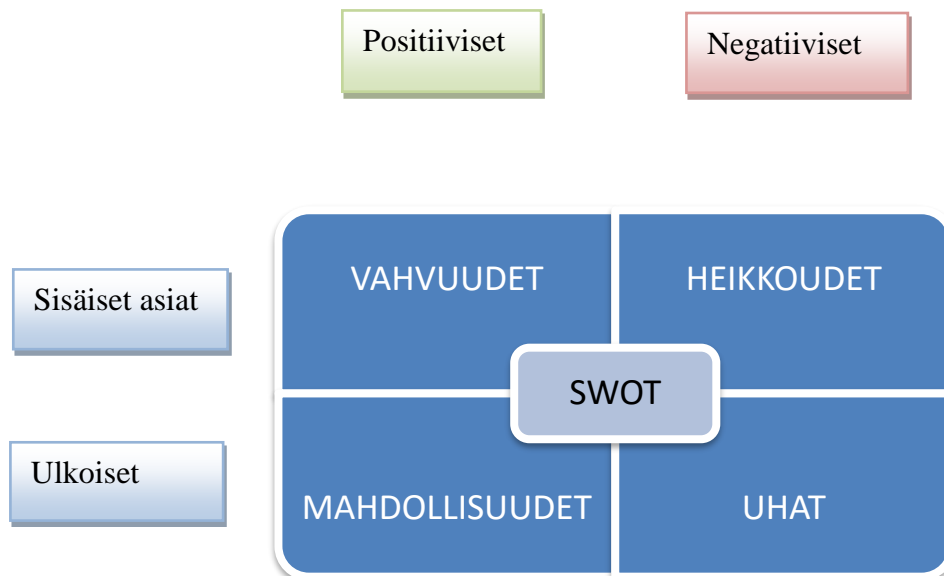 Positiiviset
Negatiiviset
Sisäiset asiat
VAHVUUDET
HEIKKOUDET
SWOT
Ulkoiset
MAHDOLLISUUDET
UHAT